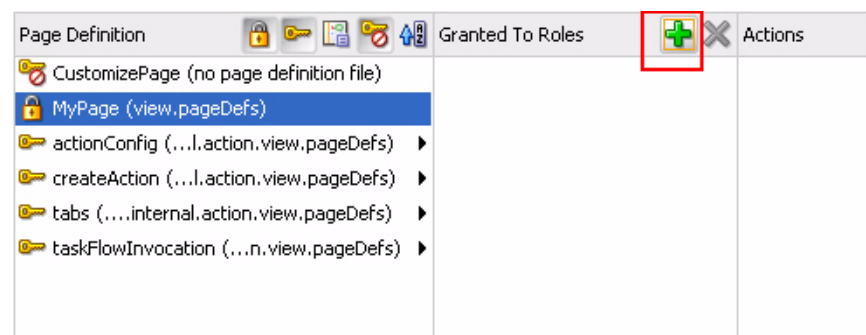 Page Definition
Granted To Roles
Actions
CustomizePage (no page definition file)
MyPage (view.pageDefs)
actionConfig (...l.action.view.pageDefs)
createAction (...l.action.view.pageDefs)
tabs (....internal.action.view.pageDefs)
taskFlowInvocation (...n.view.pageDefs)